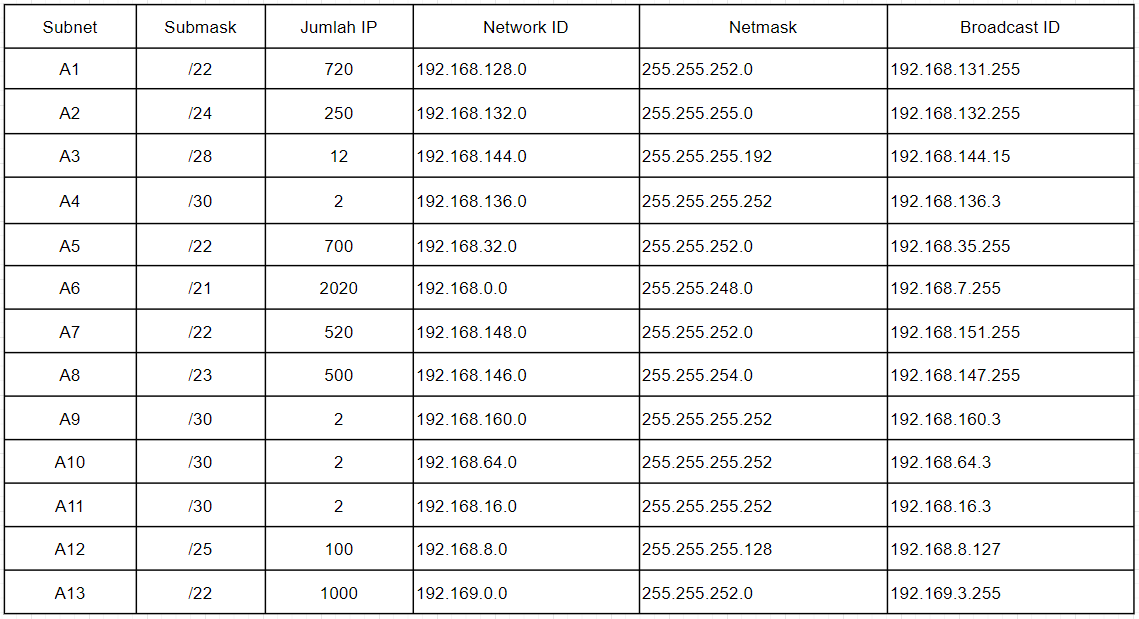 Subnet Submask Jumlah IP Network ID Netmask Broadcast ID
A1 /22 720 192.168.128.0 255.255.252.0 192.168.131.255
A2 /24 250 192.168.132.0 255.255.255.0 192.168.132.255
A3 /28 12 192.168.144.0 255.255.255.192 192.168.144.15
A4 /30 2 192.168.136.0 255.255.255.252 192.168.136.3
A5 /22 700 192.168.32.0 255.255.252.0 192.168.35.255
A6 /21 2020 192.168.0.0 255.255.248.0 192.168.7.255
A7 /22 520 192.168.148.0 255.255.252.0 192.168.151.255
A8 /23 500 192.168.146.0 255.255.254.0 192.168.147.255
A9 /30 2 192.168.160.0 255.255.255.252 192.168.160.3
A10 /30 2 192.168.64.0 255.255.255.252 192.168.64.3
A11 /30 2 192.168.16.0 255.255.255.252 192.168.16.3
A12 /25 100 192.168.8.0 255.255.255.128 192.168.8.127
A13 /22 1000 192.169.0.0 255.255.252.0 192.169.3.255